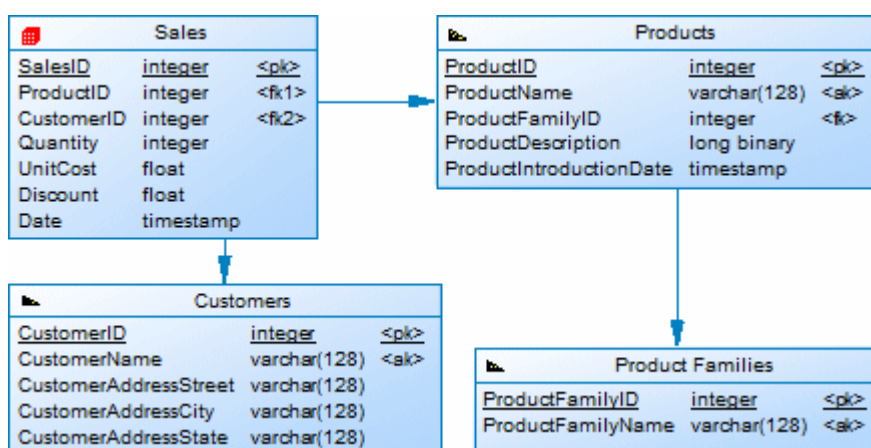 Sales
SalesID integer <pk>
ProductID integer <fk1>
CustomerID integer <fk2>
Quantity integer
UnitCost float
Discount float
Date timestamp
Products
ProductID integer <pk>
ProductName varchar(128) <ak>
ProductFamilyID integer <fk>
ProductDescription long binary
ProductIntroductionDate timestamp
Customers
CustomerID integer <pk>
CustomerName varchar(128) <ak>
CustomerAddressStreet varchar(128)
CustomerAddressCity varchar(128)
CustomerAddressState varchar(128)
Product Families
ProductFamilyID integer <pk>
ProductFamilyName varchar(128) <ak>